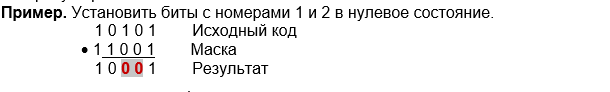 Пример. Установить биты с номерами 1 и 2 в нулевое состояние.
1 0 1 0 1 Исходный код
● 1 1 0 0 1 Маска
1 0 0 0 1 Результат